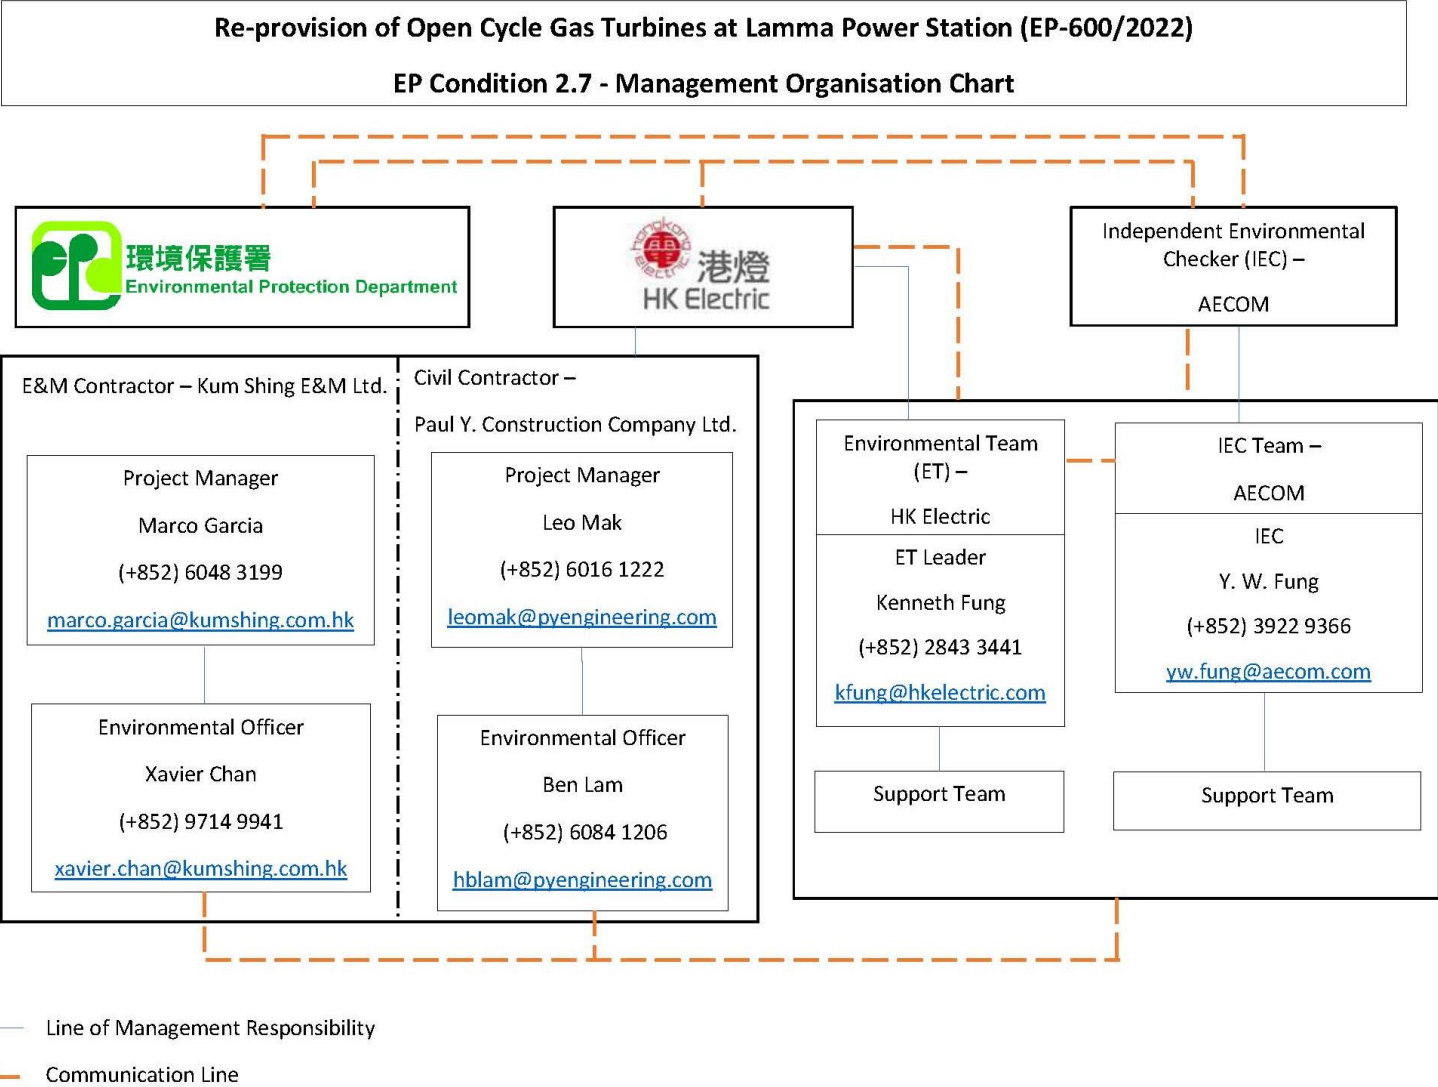 Re-provision of Open Cycle Gas Turbines at Lamma Power Station (EP-600/2022)
EP Condition 2.7 - Management Organisation Chart
環境保護署
Environmental Protection Department
hongkong electric
電
港燈
HK Electric
Independent Environmental
Checker (IEC) –
AECOM
E&M Contractor – Kum Shing E&M Ltd.
Project Manager
Marco Garcia
(+852) 6048 3199
marco.garcia@kumshing.com.hk
Environmental Officer
Xavier Chan
(+852) 9714 9941
xavier.chan@kumshing.com.hk
Civil Contractor –
Paul Y. Construction Company Ltd.
Project Manager
Leo Mak
(+852) 6016 1222
leomak@pyengineering.com
Environmental Officer
Ben Lam
(+852) 6084 1206
hblam@pyengineering.com
Environmental Team
(ET) –
HK Electric
ET Leader
Kenneth Fung
(+852) 2843 3441
kfung@hkelectric.com
Support Team
IEC Team –
AECOM
IEC
Y. W. Fung
(+852) 3922 9366
yw.fung@aecom.com
Support Team
Line of Management Responsibility
Communication Line